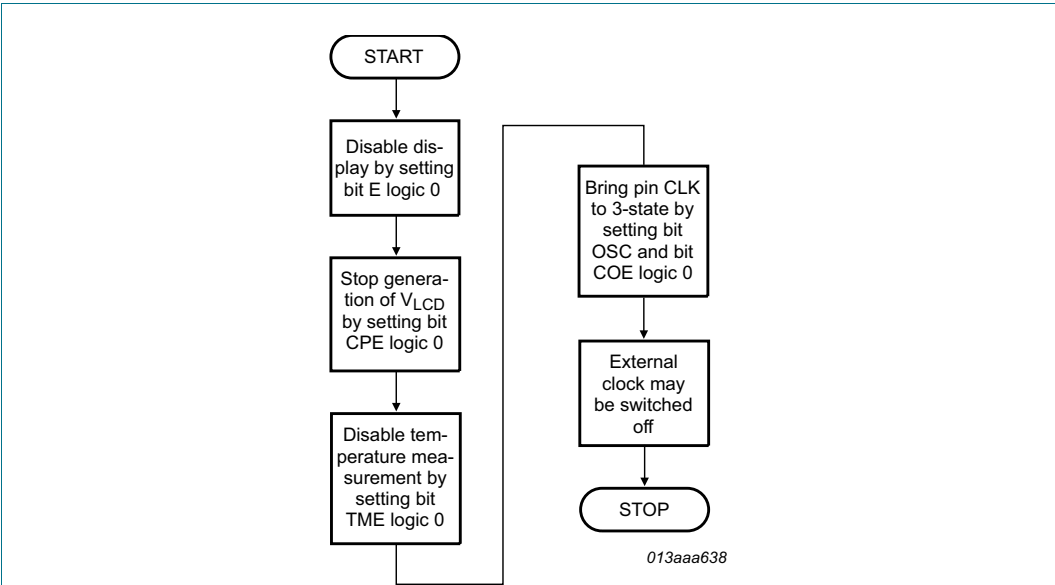 START
Disable dis-
play by setting
bit E logic 0
Stop genera-
tion of VLCD
by setting bit
CPE logic 0
Disable tem-
perature mea-
surement by
setting bit
TME logic 0
Bring pin CLK
to 3-state by
setting bit
OSC and bit
COE logic 0
External
clock may
be switched
off
STOP
013aaa638